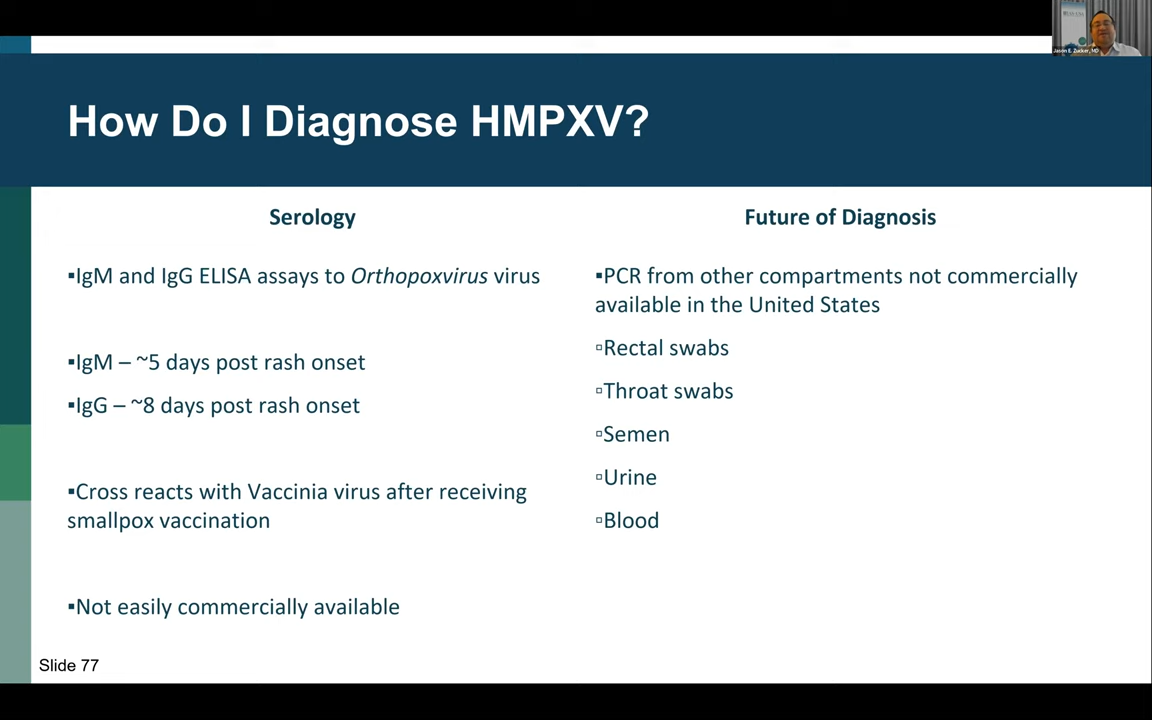 Jason E. Zucker, MD
How Do I Diagnose HMPXV?
Serology
▪IgM and IgG ELISA assays to Orthopoxvirus virus
▪IgM – ~5 days post rash onset
▪IgG – ~8 days post rash onset
▪Cross reacts with Vaccinia virus after receiving
smallpox vaccination
▪Not easily commercially available
Future of Diagnosis
▪PCR from other compartments not commercially
available in the United States
▫Rectal swabs
▫Throat swabs
▫Semen
▫Urine
▫Blood
Slide 77